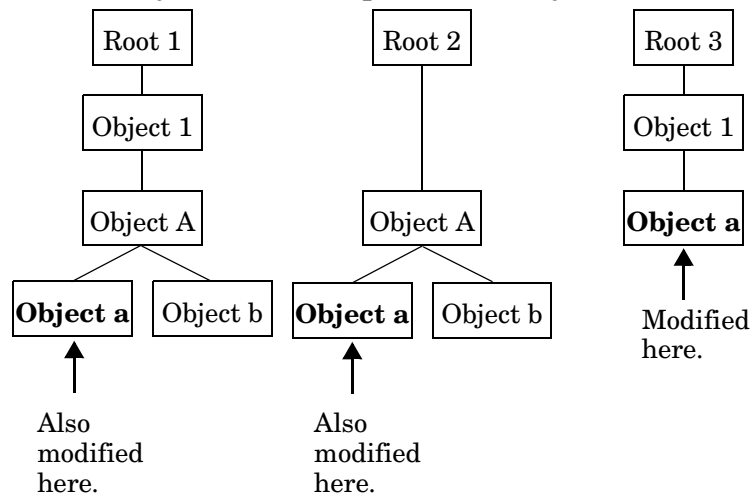 Root 1
Root 2
Root 3
Object 1
Object 1
Object A
Object A
Object a
Object a
Object b
Object a
Object b
Modified
here.
Also
modified
here.
Also
modified
here.